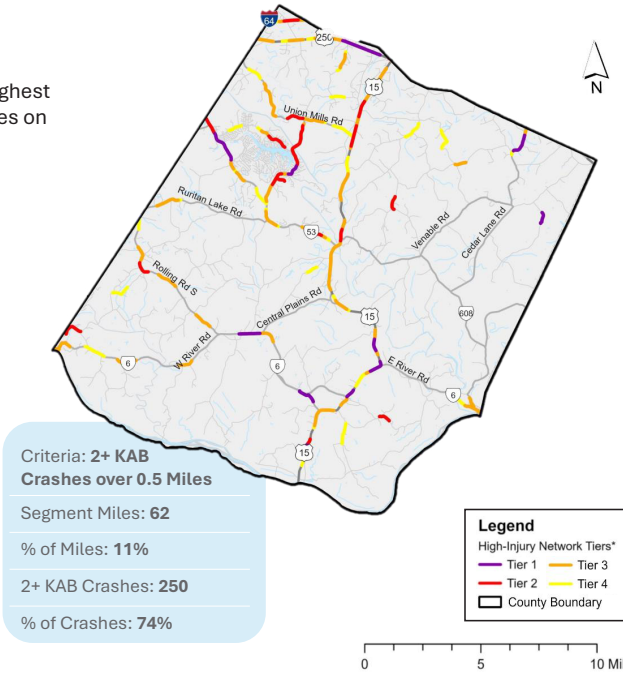 ghest
es on
64
250
15
N
Union Mills Rd
Ruritan Lake Rd
53
Venable Rd
Cedar Lane Rd
Rolling Rd S
Central Plains Rd
15
608
W River Rd
6
6
E River Rd
6
15
Criteria: 2+ KAB
Crashes over 0.5 Miles
Segment Miles: 62
% of Miles: 11%
2+ KAB Crashes: 250
% of Crashes: 74%
Legend
High-Injury Network Tiers*
Tier 1 Tier 3
Tier 2 Tier 4
County Boundary
0 5 10 Mil